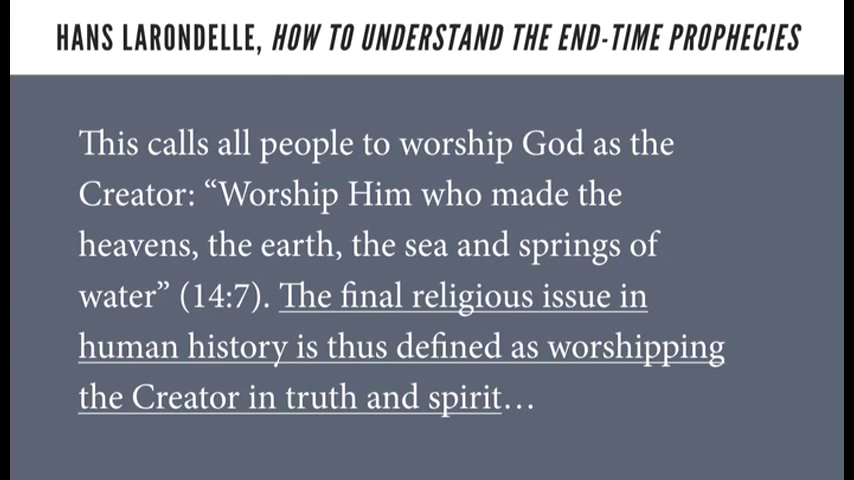 HANS LARONDELLE, HOW TO UNDERSTAND THE END-TIME PROPHECIES
This calls all people to worship God as the
Creator: “Worship Him who made the
heavens, the earth, the sea and springs of
water” (14:7). The final religious issue in
human history is thus defined as worshipping
the Creator in truth and spirit…